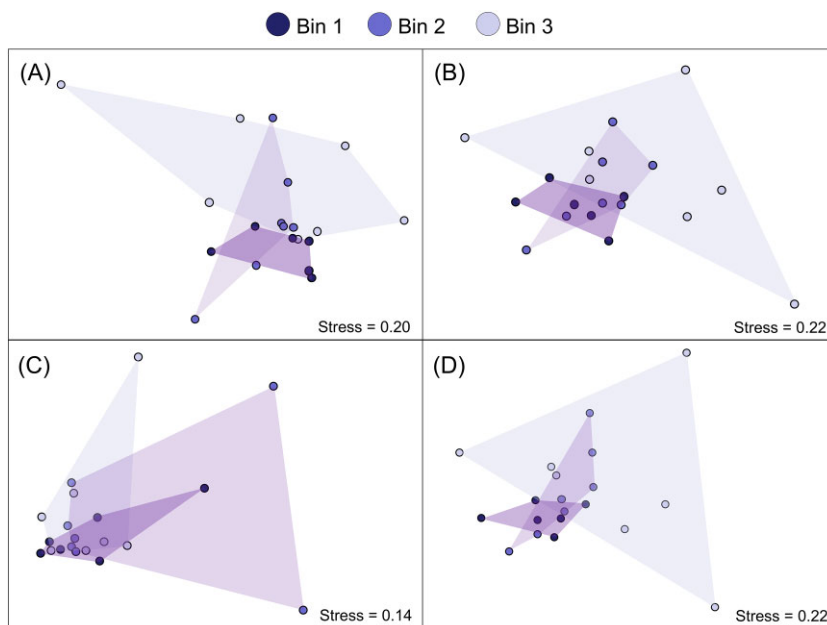 Bin 1 Bin 2 Bin 3
(A)
Stress = 0.20
(B)
Stress = 0.22
(C)
Stress = 0.14
(D)
Stress = 0.22